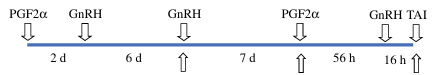 PGF2α GnRH GnRH PGF2α GnRH TAI
2 d 6 d 7 d 56 h 16 h